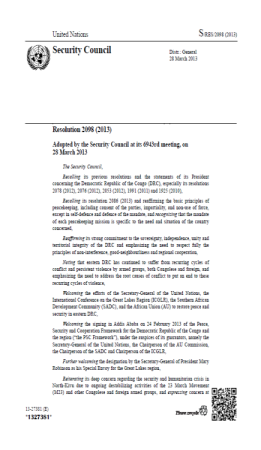 United Nations
S/RES/2098 (2013)
Security Council
Distr.: General
28 March 2013
Resolution 2098 (2013)
Adopted by the Security Council at its 6943rd meeting, on
28 March 2013
The Security Council,
Recalling its previous resolutions and the statements of its President
concerning the Democratic Republic of the Congo (DRC), especially its resolutions
2078 (2012), 2076 (2012), 2053 (2012), 1991 (2011) and 1925 (2010),
Recalling its resolution 2086 (2013) and reaffirming the basic principles of
peacekeeping, including consent of the parties, impartiality, and non-use of force,
except in self-defence and defence of the mandate, and recognizing that the mandate
of each peacekeeping mission is specific to the need and situation of the country
concerned,
Reaffirming its strong commitment to the sovereignty, independence, unity and
territorial integrity of the DRC and emphasizing the need to respect fully the
principles of non-interference, good-neighbourliness and regional cooperation,
Noting that eastern DRC has continued to suffer from recurring cycles of
conflict and persistent violence by armed groups, both Congolese and foreign, and
emphasizing the need to address the root causes of conflict to put an end to these
recurring cycles of violence,
Welcoming the efforts of the Secretary-General of the United Nations, the
International Conference on the Great Lakes Region (ICGLR), the Southern African
Development Community (SADC), and the African Union (AU) to restore peace and
security in eastern DRC,
Welcoming the signing in Addis Ababa on 24 February 2013 of the Peace,
Security and Cooperation Framework for the Democratic Republic of the Congo and
the region ("the PSC Framework"), under the auspices of its guarantors, namely the
Secretary-General of the United Nations, the Chairperson of the AU Commission,
the Chairperson of the SADC and Chairperson of the ICGLR,
Further welcoming the designation by the Secretary-General of Mary
Robinson as his Special Envoy for the Great Lakes region,
Reiterating its deep concern regarding the security and humanitarian crisis in
North Kivu due to ongoing destabilizing activities of the 23 March Movement
(M23) and other Congolese and foreign armed groups, and expressing concern at
13-27381 (E)
*1327381*
Please recycle